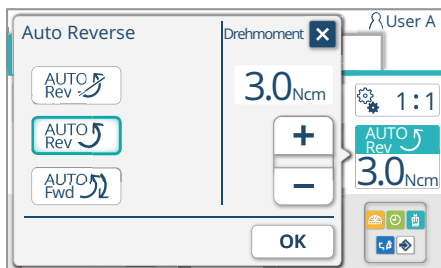 Auto Reverse
Drehmoment
User A
AUTO
Rev
3.0Ncm
1:1
AUTO
Rev
+
AUTO
Rev
3.0Ncm
AUTO
Fwd
−
OK